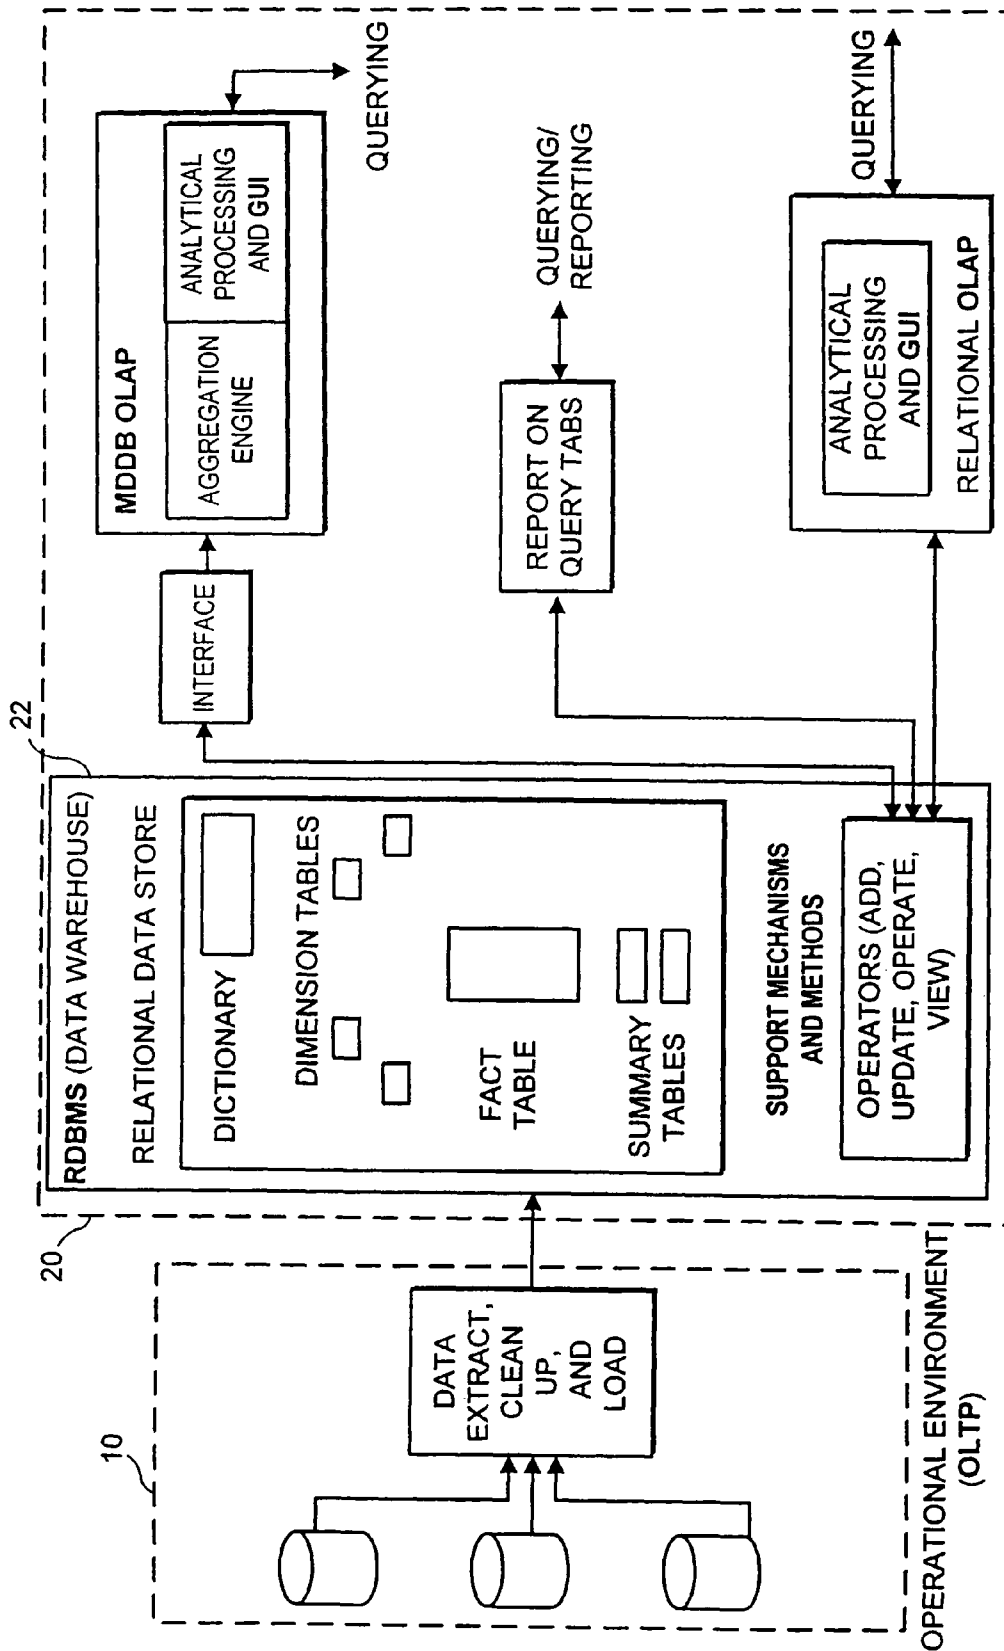 10
DATA
EXTRACT,
CLEAN
UP,
AND
LOAD
OPERATIONAL ENVIRONMENT
(OLTP)
20
22
RDBMS (DATA WAREHOUSE)
RELATIONAL DATA STORE
DICTIONARY
DIMENSION TABLES
FACT
TABLE
SUMMARY
TABLES
SUPPORT MECHANISMS
AND METHODS
OPERATORS (ADD,
UPDATE, OPERATE,
VIEW)
INTERFACE
MDDB OLAP
AGGREGATION
ENGINE
ANALYTICAL
PROCESSING
AND GUI
QUERYING
REPORT ON
QUERY TABS
QUERYING/
REPORTING
ANALYTICAL
PROCESSING
AND GUI
RELATIONAL OLAP
QUERYING